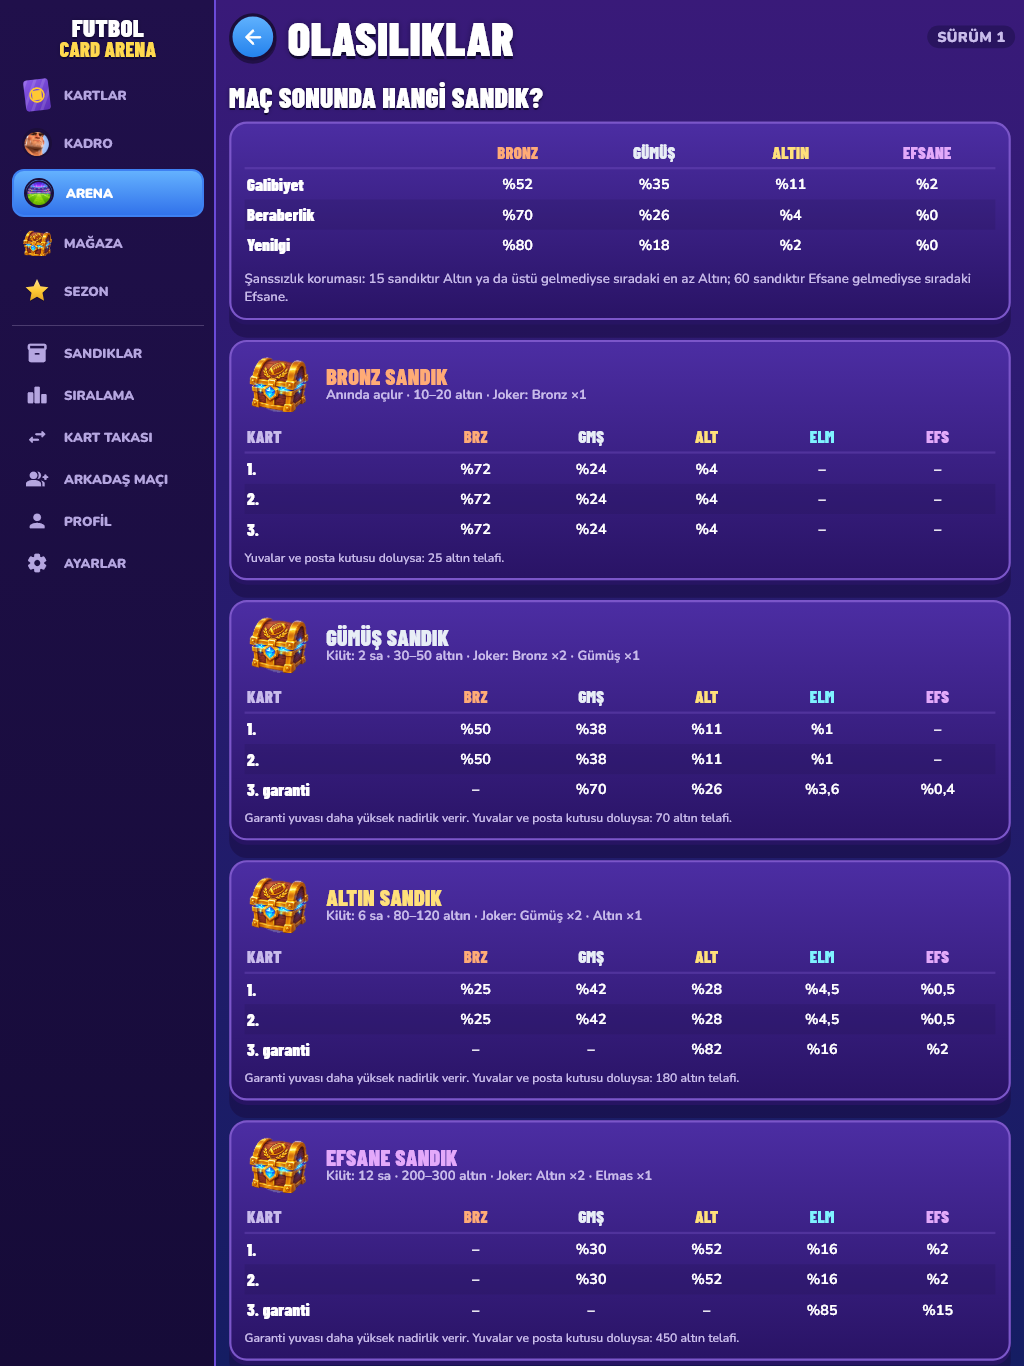 FUTBOL
CARD ARENA
KARTLAR
KADRO
ARENA
MAĞAZA
SEZON
SANDIKLAR
SIRALAMA
KART TAKASI
ARKADAŞ MAÇI
PROFİL
AYARLAR
OLASILIKLAR
SÜRÜM 1
MAÇ SONUNDA HANGİ SANDIK?
BRONZ GÜMÜŞ ALTIN EFSANE
Galibiyet %52 %35 %11 %2
Beraberlik %70 %26 %4 %0
Yenilgi %80 %18 %2 %0
Şanssızlık koruması: 15 sandıktır Altın ya da üstü gelmediyse sıradaki en az Altın; 60 sandıktır Efsane gelmediyse sıradaki
Efsane.
BRONZ SANDIK
Anında açılır · 10–20 altın · Joker: Bronz ×1
KART BRZ GMŞ ALT ELM EFS
1. %72 %24 %4 – –
2. %72 %24 %4 – –
3. %72 %24 %4 – –
Yuvalar ve posta kutusu doluysa: 25 altın telafi.
GÜMÜŞ SANDIK
Kilit: 2 sa · 30–50 altın · Joker: Bronz ×2 · Gümüş ×1
KART BRZ GMŞ ALT ELM EFS
1. %50 %38 %11 %1 –
2. %50 %38 %11 %1 –
3. garanti – %70 %26 %3,6 %0,4
Garanti yuvası daha yüksek nadirlik verir. Yuvalar ve posta kutusu doluysa: 70 altın telafi.
ALTIN SANDIK
Kilit: 6 sa · 80–120 altın · Joker: Gümüş ×2 · Altın ×1
KART BRZ GMŞ ALT ELM EFS
1. %25 %42 %28 %4,5 %0,5
2. %25 %42 %28 %4,5 %0,5
3. garanti – – %82 %16 %2
Garanti yuvası daha yüksek nadirlik verir. Yuvalar ve posta kutusu doluysa: 180 altın telafi.
EFSANE SANDIK
Kilit: 12 sa · 200–300 altın · Joker: Altın ×2 · Elmas ×1
KART BRZ GMŞ ALT ELM EFS
1. – %30 %52 %16 %2
2. – %30 %52 %16 %2
3. garanti – – – %85 %15
Garanti yuvası daha yüksek nadirlik verir. Yuvalar ve posta kutusu doluysa: 450 altın telafi.